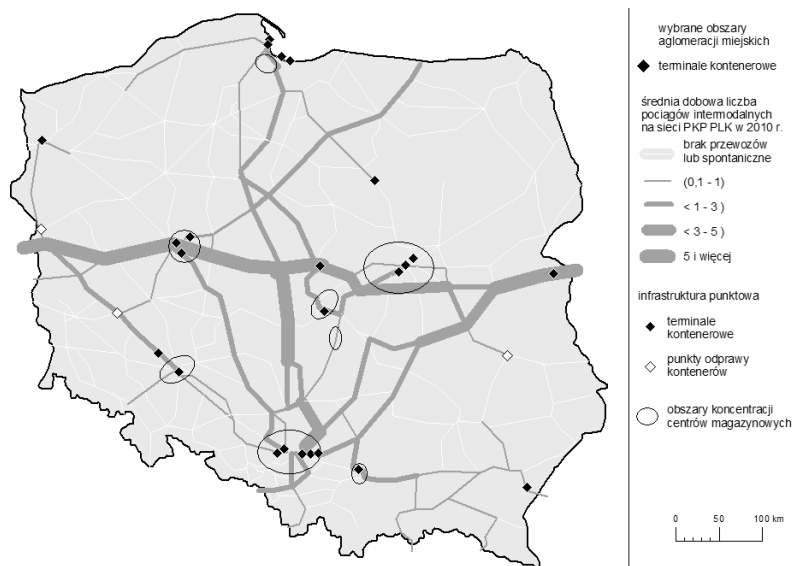 wybrane obszary
aglomeracji miejskich
terminale kontenerowe
średnia dobowa liczba
pociągów intermodalnych
na sieci PKP PLK w 2010 r.
brak przewozów
lub spontaniczne
(0,1 - 1)
< 1 - 3 )
< 3 - 5 )
5 i więcej
infrastruktura punktowa
terminale
kontenerowe
punkty odprawy
kontenerów
obszary koncentracji
centrów magazynowych
0 50 100 km